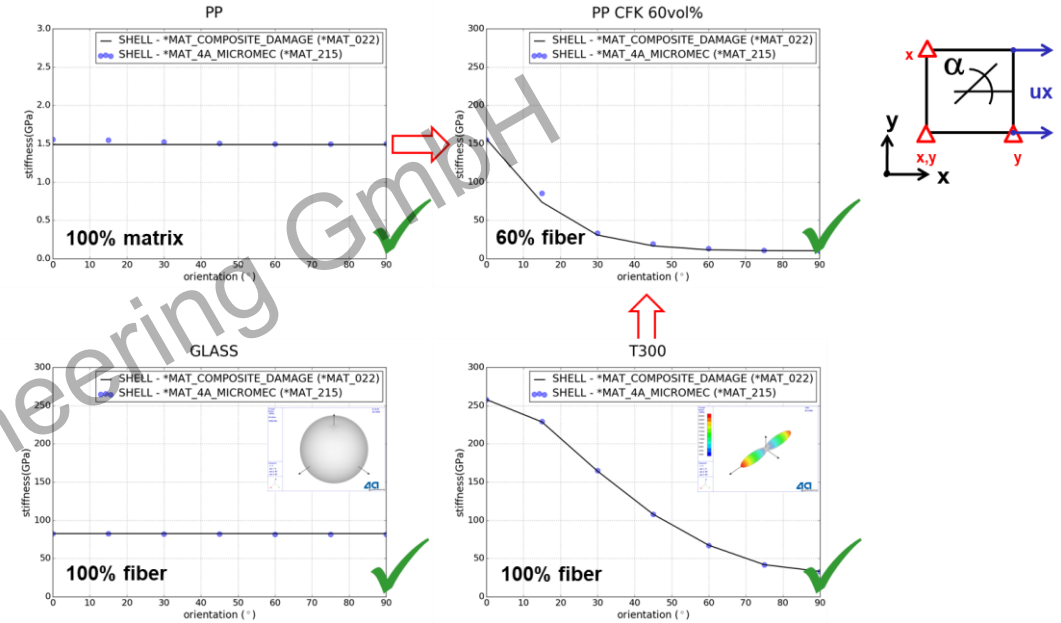 PP
3.0
2.5
2.0
1.5
1.0
0.5
0.0
stiffness(GPa)
SHELL - *MAT_COMPOSITE_DAMAGE (*MAT_022)
SHELL - *MAT_4A_MICROMEC (*MAT_215)
100% matrix
0 10 20 30 40 50 60 70 80 90
orientation (°)
PP CFK 60vol%
300
250
200
150
100
50
0
stiffness(GPa)
SHELL - *MAT_COMPOSITE_DAMAGE (*MAT_022)
SHELL - *MAT_4A_MICROMEC (*MAT_215)
60% fiber
0 10 20 30 40 50 60 70 80 90
orientation (°)
x
α
ux
y
x,y
y
x
GLASS
300
250
200
150
100
50
0
stiffness(GPa)
SHELL - *MAT_COMPOSITE_DAMAGE (*MAT_022)
SHELL - *MAT_4A_MICROMEC (*MAT_215)
4a
100% fiber
0 10 20 30 40 50 60 70 80 90
orientation (°)
T300
300
250
200
150
100
50
0
stiffness(GPa)
SHELL - *MAT_COMPOSITE_DAMAGE (*MAT_022)
SHELL - *MAT_4A_MICROMEC (*MAT_215)
4a
100% fiber
0 10 20 30 40 50 60 70 80 90
orientation (°)
neering GmbH